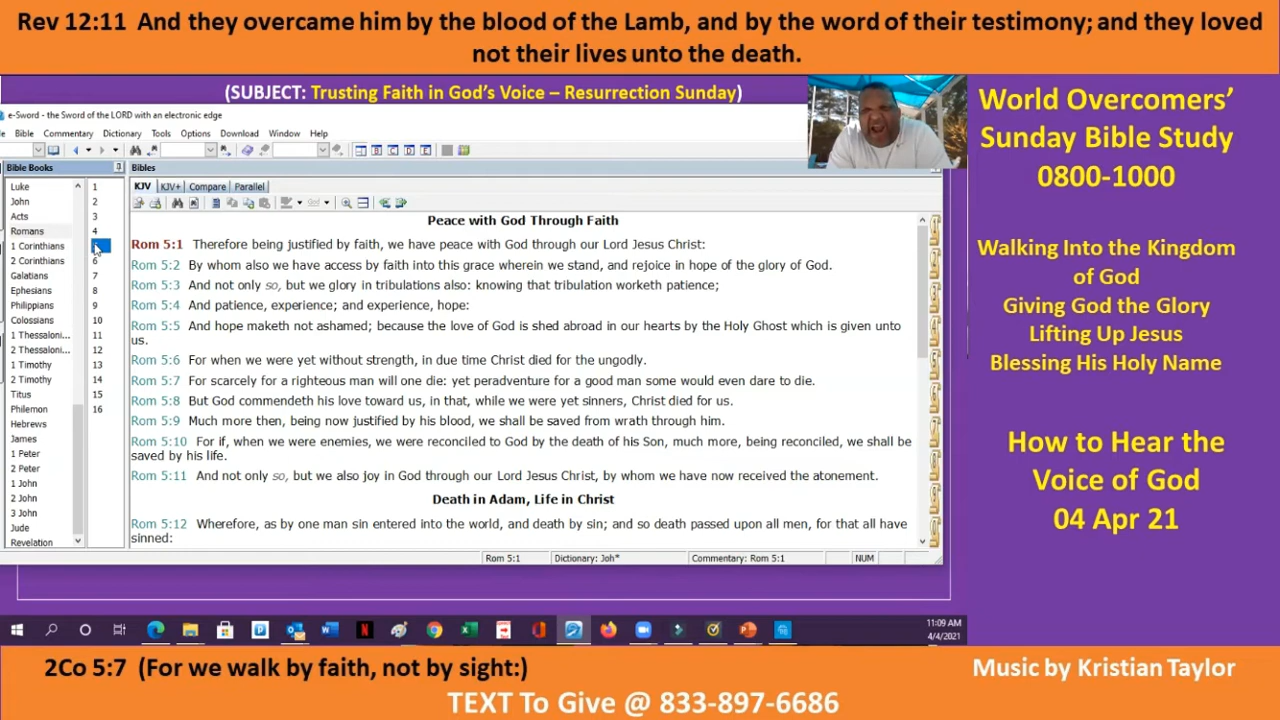 Rev 12:11 And they overcame him by the blood of the Lamb, and by the word of their testimony; and they loved
not their lives unto the death.
(SUBJECT: Trusting Faith in God's Voice – Resurrection Sunday)
e-Sword - the Sword of the LORD with an electronic edge
Bible Commentary Dictionary Tools Options Download Window Help
Bible Books
Bibles
Luke
John
Acts
Romans
1 Corinthians
2 Corinthians
Galatians
Ephesians
Philippians
Colossians
1 Thessaloni...
2 Thessaloni...
1 Timothy
2 Timothy
Titus
Philemon
Hebrews
James
1 Peter
2 Peter
1 John
2 John
3 John
Jude
Revelation
1
2
3
4
6
7
8
9
10
11
12
13
14
15
16
KJV KJV+ Compare Parallel
Peace with God Through Faith
Rom 5:1 Therefore being justified by faith, we have peace with God through our Lord Jesus Christ:
Rom 5:2 By whom also we have access by faith into this grace wherein we stand, and rejoice in hope of the glory of God.
Rom 5:3 And not only so, but we glory in tribulations also: knowing that tribulation worketh patience;
Rom 5:4 And patience, experience; and experience, hope:
Rom 5:5 And hope maketh not ashamed; because the love of God is shed abroad in our hearts by the Holy Ghost which is given unto
us.
Rom 5:6 For when we were yet without strength, in due time Christ died for the ungodly.
Rom 5:7 For scarcely for a righteous man will one die: yet peradventure for a good man some would even dare to die.
Rom 5:8 But God commendeth his love toward us, in that, while we were yet sinners, Christ died for us.
Rom 5:9 Much more then, being now justified by his blood, we shall be saved from wrath through him.
Rom 5:10 For if, when we were enemies, we were reconciled to God by the death of his Son, much more, being reconciled, we shall be
saved by his life.
Rom 5:11 And not only so, but we also joy in God through our Lord Jesus Christ, by whom we have now received the atonement.
Death in Adam, Life in Christ
Rom 5:12 Wherefore, as by one man sin entered into the world, and death by sin; and so death passed upon all men, for that all have
sinned:
Rom 5:1 Dictionary: Joh* Commentary: Rom 5:1 NUM
11:09 AM
4/4/2021
World Overcomers'
Sunday Bible Study
0800-1000
Walking Into the Kingdom
of God
Giving God the Glory
Lifting Up Jesus
Blessing His Holy Name
How to Hear the
Voice of God
04 Apr 21
2Co 5:7 (For we walk by faith, not by sight:)
Music by Kristian Taylor
TEXT To Give @ 833-897-6686